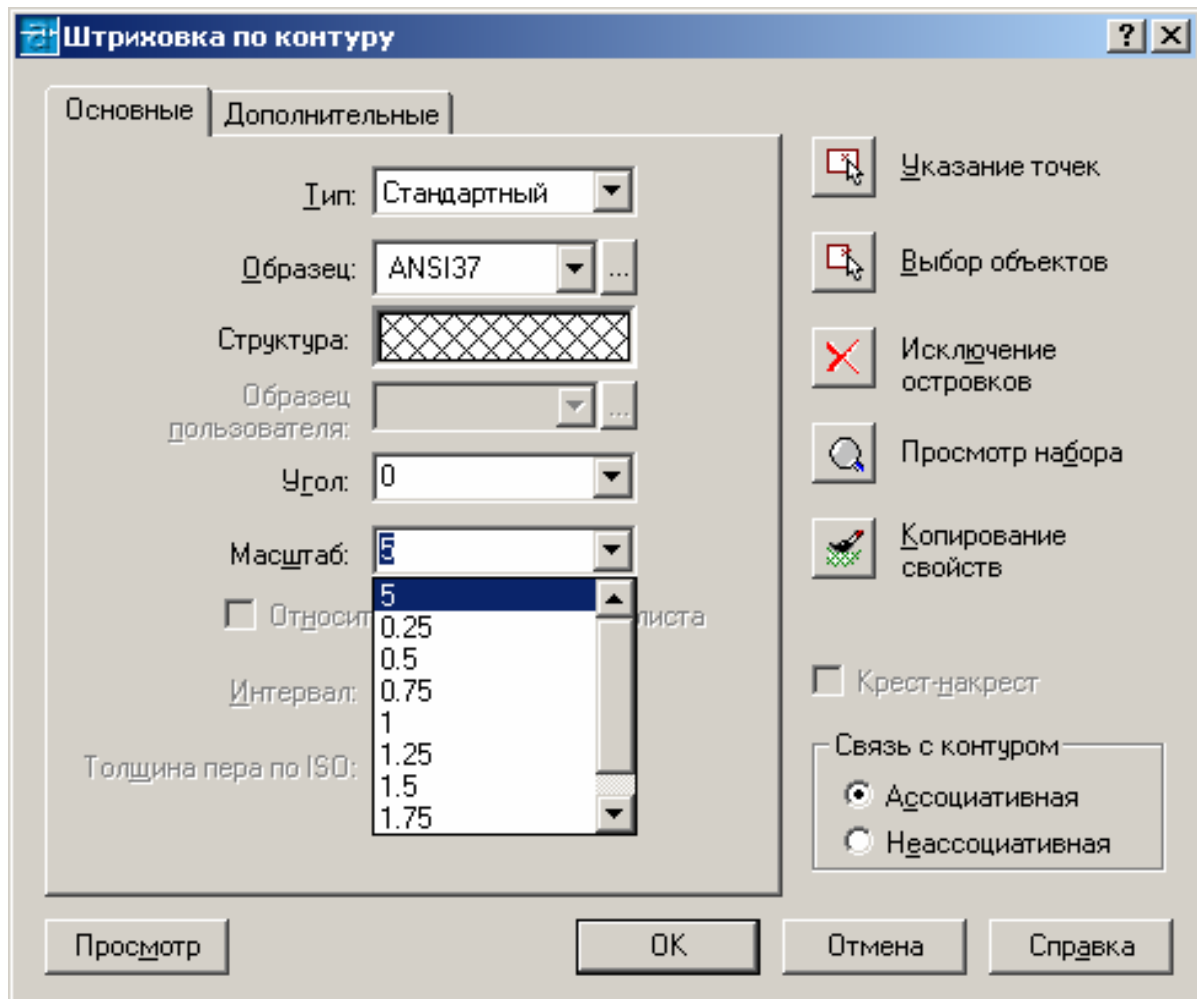 Штриховка по контуру
Основные
Дополнительные
Тип:
Стандартный
Образец:
ANSI37
...
Структура:
Образец
пользователя:
...
Угол:
0
Масштаб:
5
5
0.25
0.5
0.75
1
1.25
1.5
1.75
Относит
листа
Интервал:
Толщина пера по ISO:
Указание точек
Выбор объектов
Исключение
островков
Просмотр набора
Копирование
свойств
Крест-накрест
Связь с контуром
Ассоциативная
Неассоциативная
Просмотр
OK
Отмена
Справка